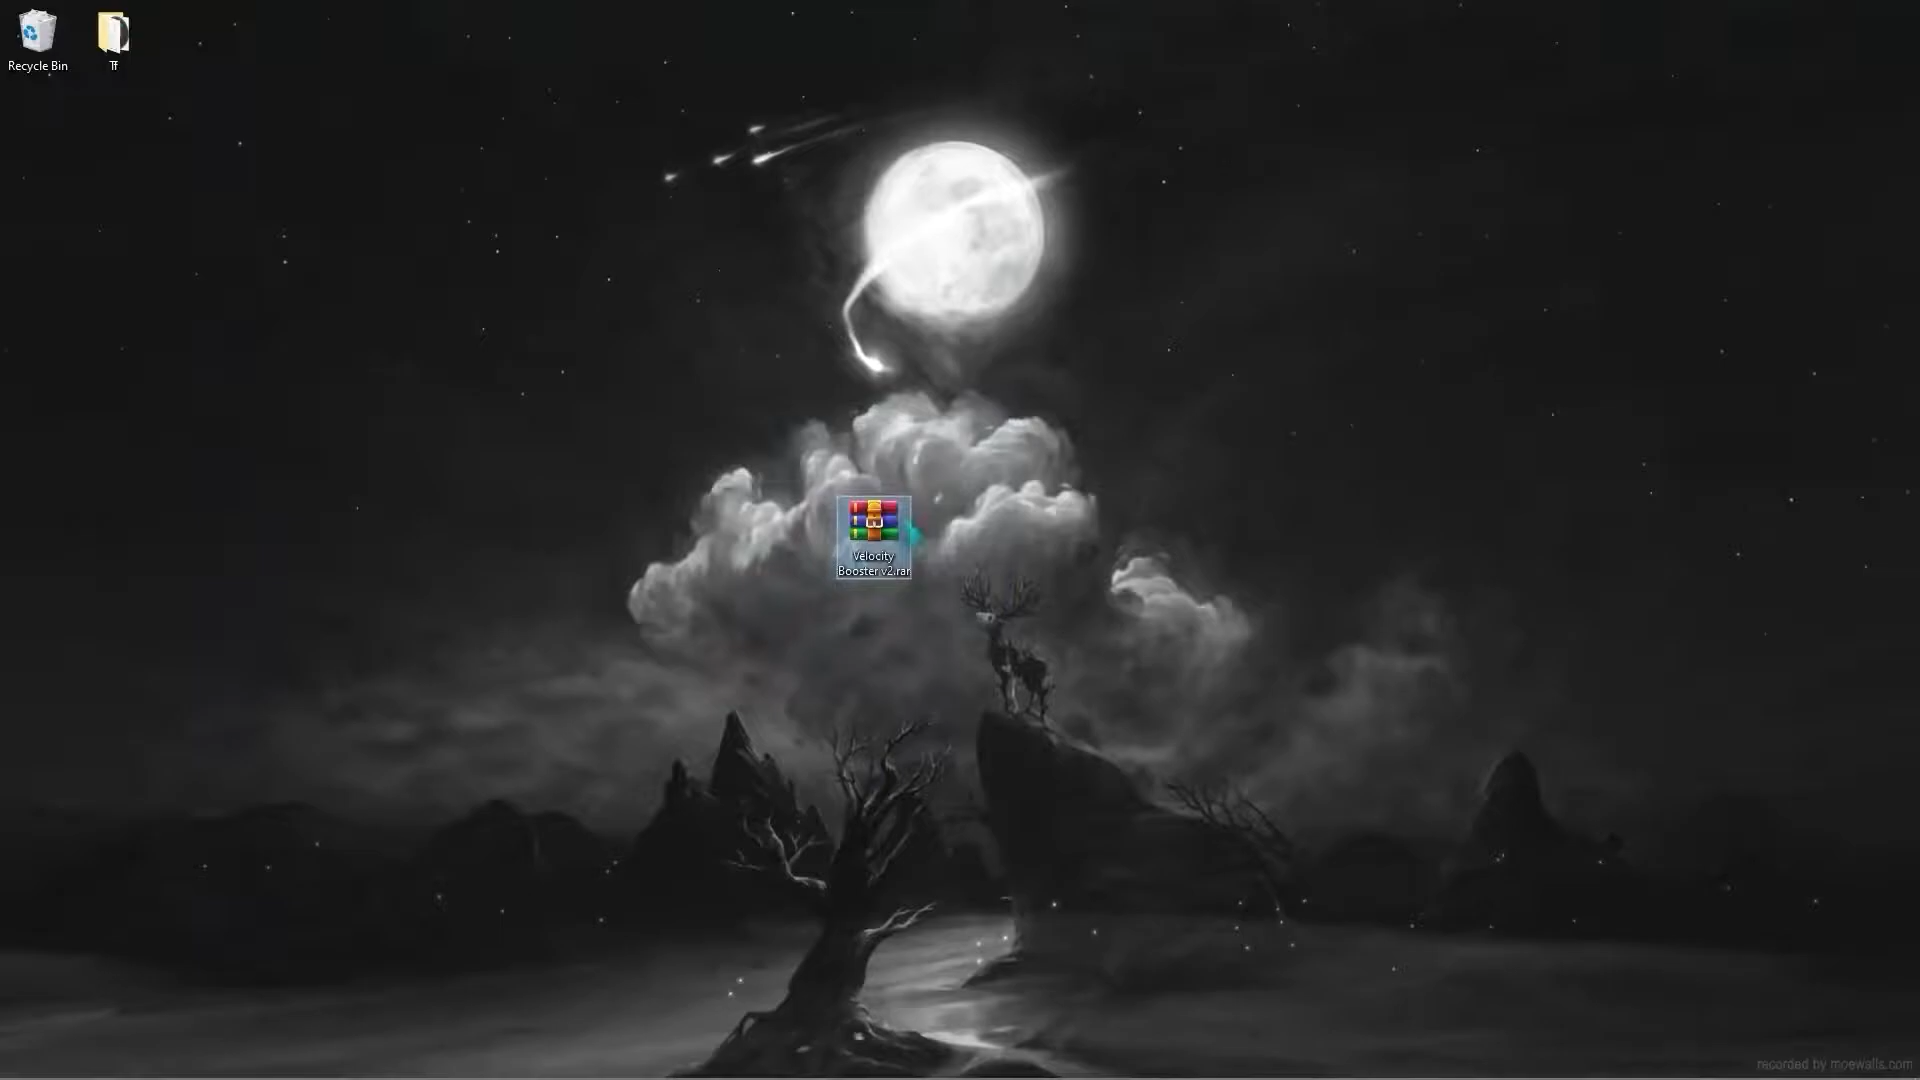 Recycle Bin
Tf
Velocity
Booster v2.rar
recorded by moewalls.com